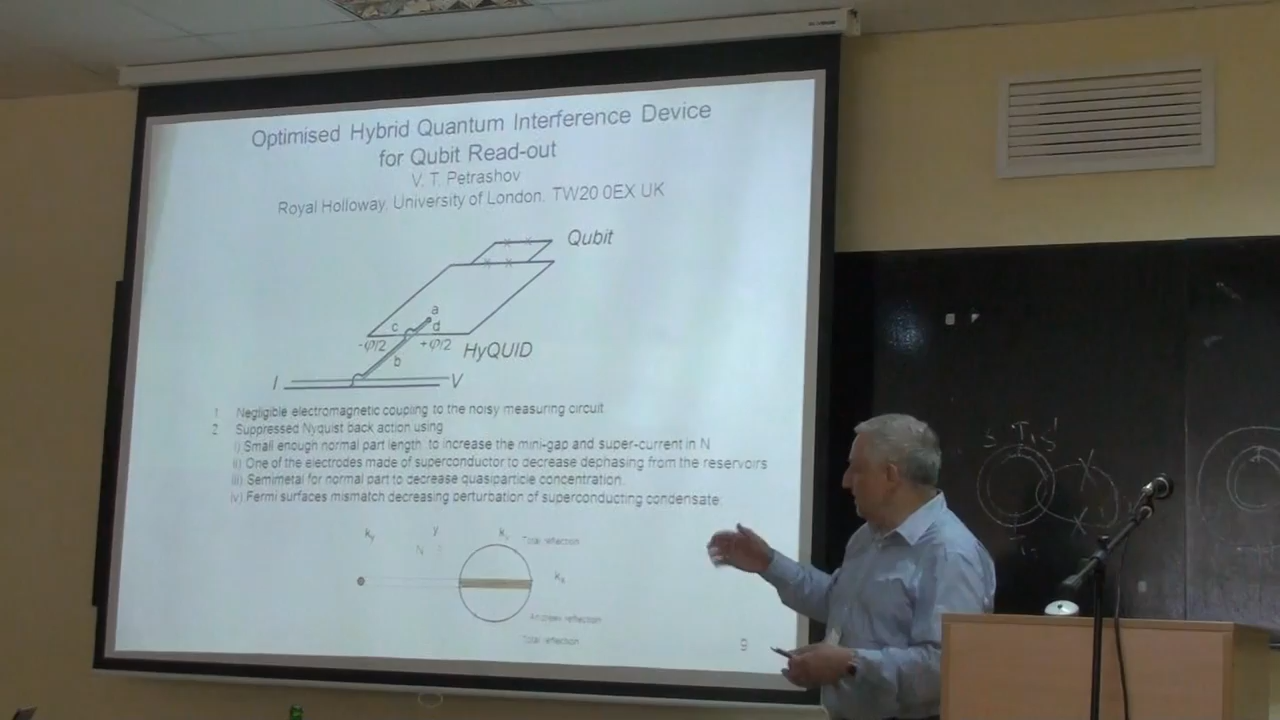 Optimised Hybrid Quantum Interference Device
for Qubit Read-out
V. T. Petrashov
Royal Holloway, University of London, TW20 0EX UK
Qubit
a
c d
-φ/2 +φ/2
b
HyQUID
I V
1 Negligible electromagnetic coupling to the noisy measuring circuit
2 Suppressed Nyquist back action using
i) Small enough normal part length to increase the mini-gap and super-current in N
ii) One of the electrodes made of superconductor to decrease dephasing from the reservoirs
iii) Semimetal for normal part to decrease quasiparticle concentration.
iv) Fermi surfaces mismatch decreasing perturbation of superconducting condensate.
ky y
Total reflection
N
kx
Andreev reflection
Total reflection
9